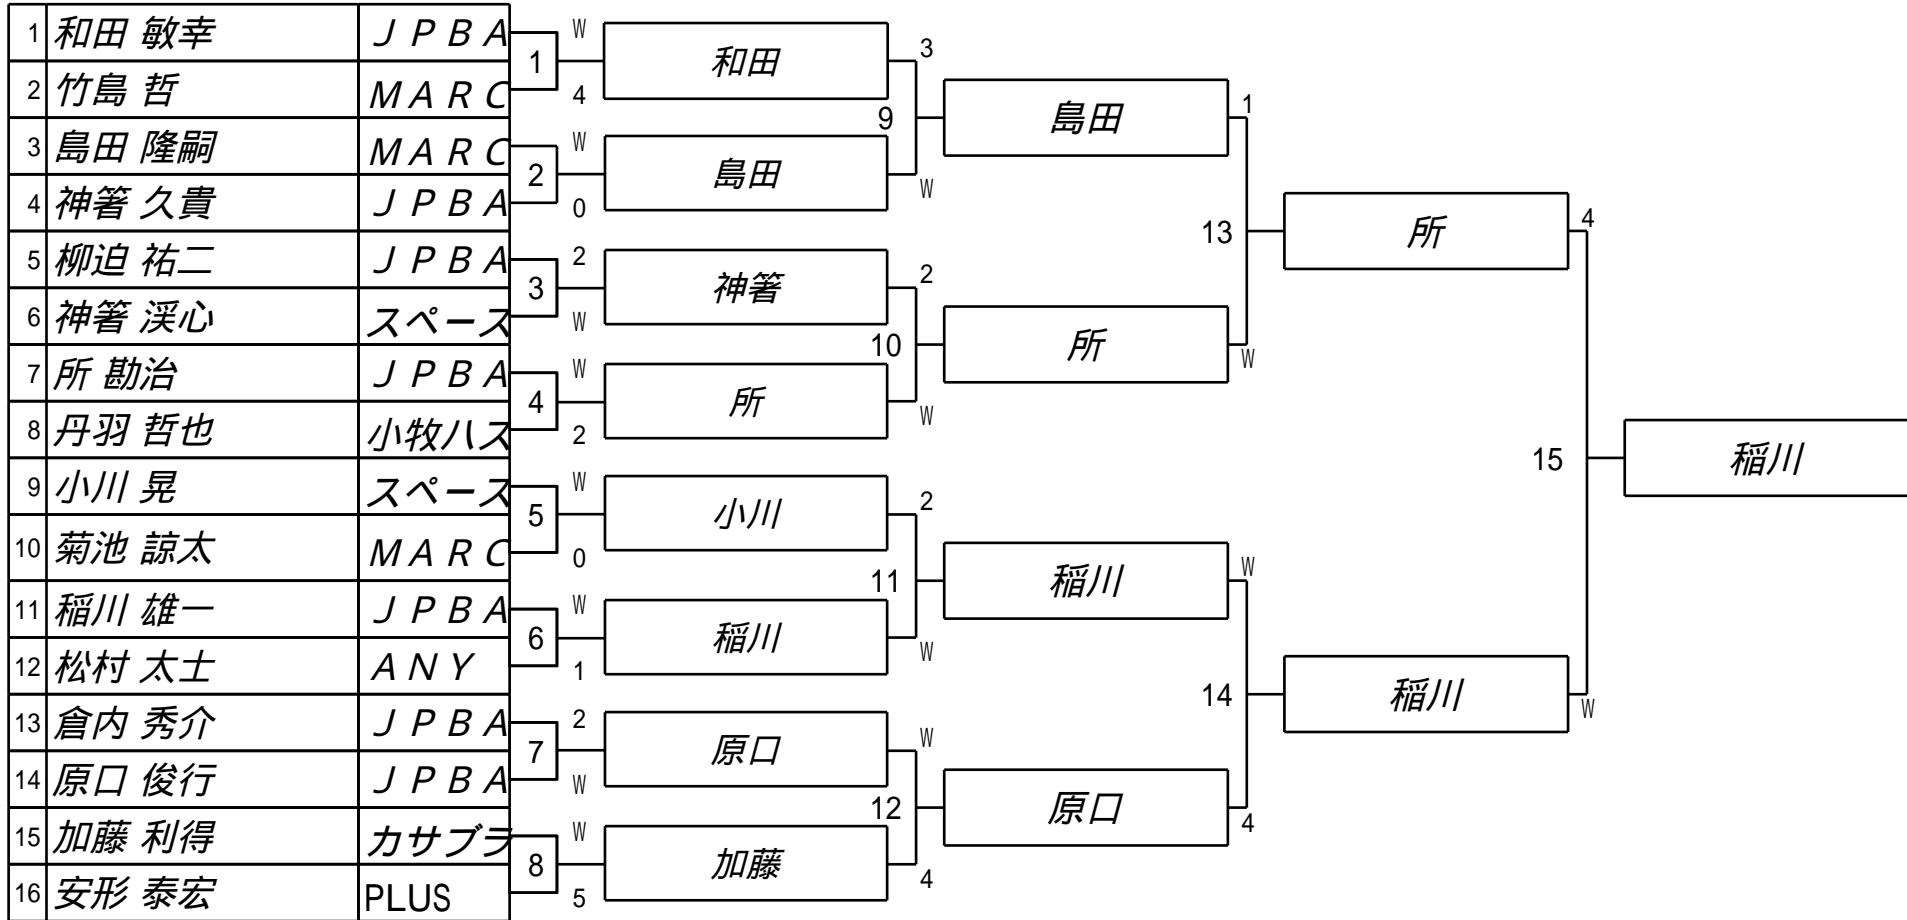 1 和田 敏幸 ＪＰＢＡ
2 竹島 哲 ＭＡＲＣ
3 島田 隆嗣 ＭＡＲＣ
4 神箸 久貴 ＪＰＢＡ
5 柳迫 祐二 ＪＰＢＡ
6 神箸 渓心 スペース
7 所 勘治 ＪＰＢＡ
8 丹羽 哲也 小牧ハス
9 小川 晃 スペース
10 菊池 諒太 ＭＡＲＣ
11 稲川 雄一 ＪＰＢＡ
12 松村 太士 ＡＮＹ
13 倉内 秀介 ＪＰＢＡ
14 原口 俊行 ＪＰＢＡ
15 加藤 利得 カサブラ
16 安形 泰宏 PLUS
W
1
4
W
2
0
2
3
W
W
4
2
W
5
0
W
6
1
2
7
W
W
8
5
和田
島田
神箸
所
小川
稲川
原口
加藤
3
9
W
2
10
W
2
11
W
W
12
4
島田
所
稲川
原口
1
13
W
W
14
4
所
稲川
4
15
W
稲川